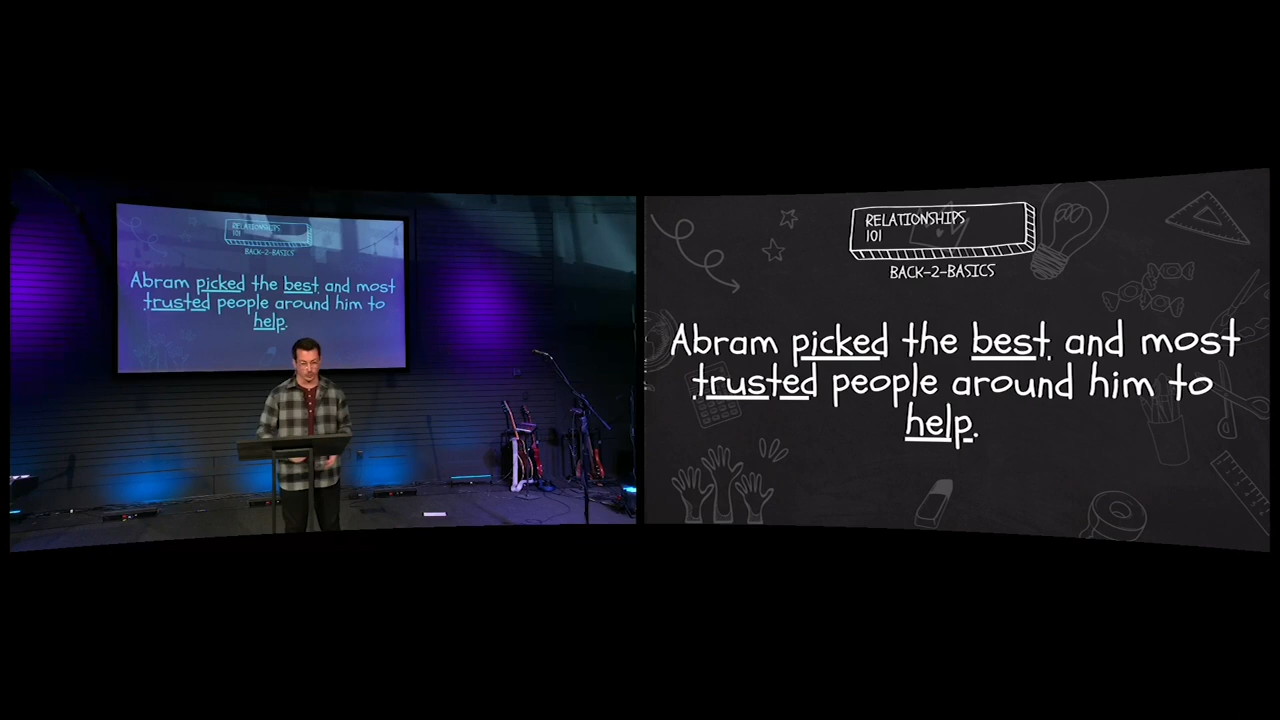 RELATIONSHIPS
101
BACK-2-BASICS
Abram picked the best and most
trusted people around him to
help.
RELATIONSHIPS
101
BACK-2-BASICS
Abram picked the best and most
trusted people around him to
help.